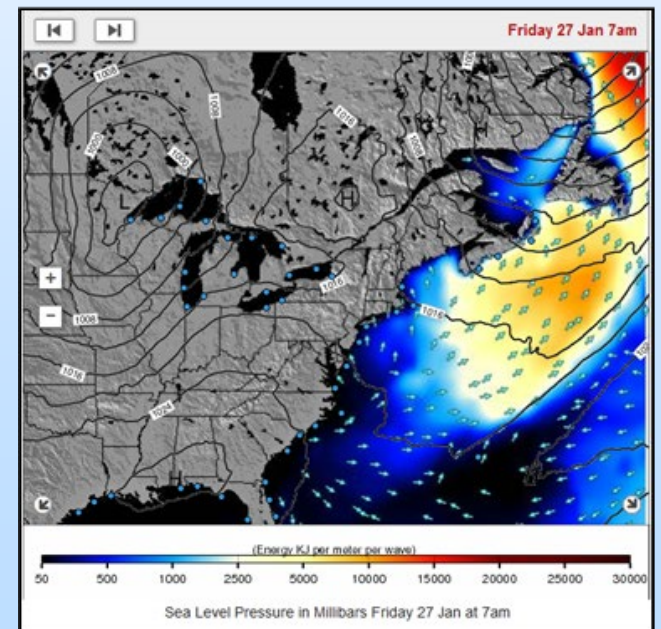 Friday 27 Jan 7am
1008
1008
1000
1000
1016
1008
H
L
H
1016
1008
1016
1016
1024
H
(Energy KJ per meter per wave)
50 500 1000 2500 5000 10000 15000 20000 25000 30000
Sea Level Pressure in Millibars Friday 27 Jan at 7am